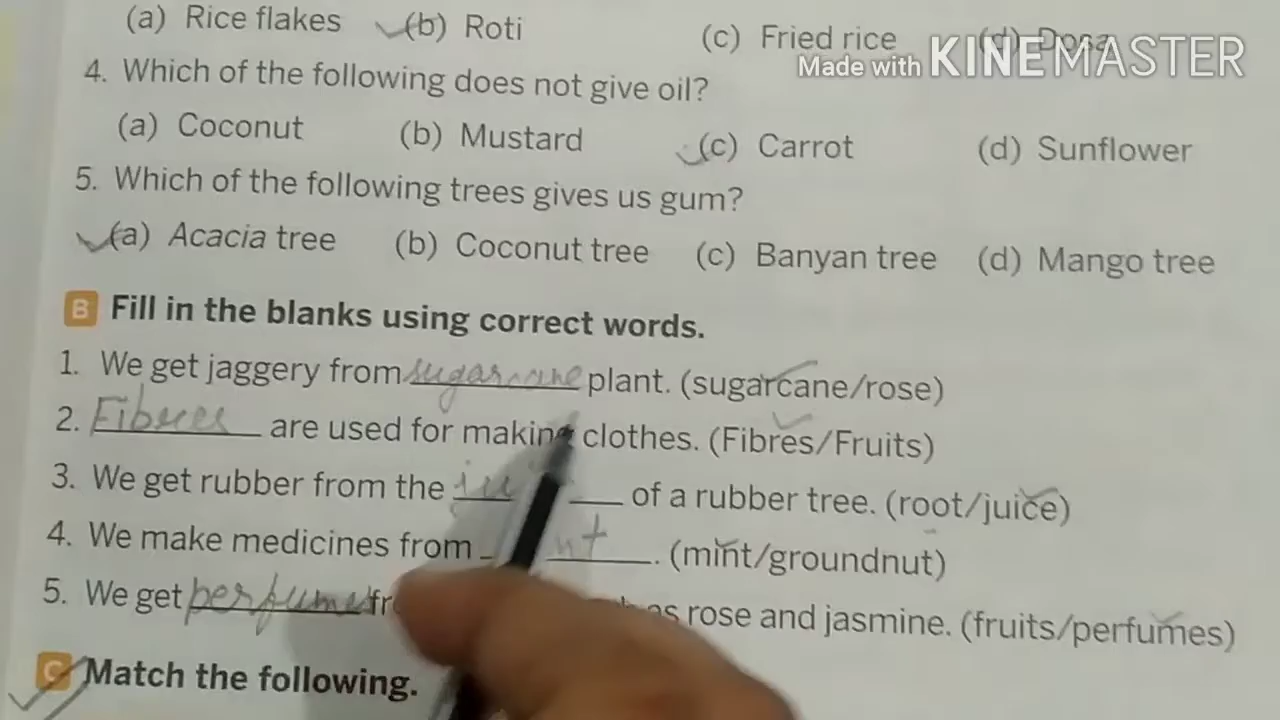 (a) Rice flakes (b) Roti (c) Fried rice (d) Dosa
Made with KINEMASTER
4. Which of the following does not give oil?
(a) Coconut (b) Mustard (c) Carrot (d) Sunflower
5. Which of the following trees gives us gum?
(a) Acacia tree (b) Coconut tree (c) Banyan tree (d) Mango tree
B Fill in the blanks using correct words.
1. We get jaggery from sugarcane plant. (sugarcane/rose)
2. Fibres are used for making clothes. (Fibres/Fruits)
3. We get rubber from the of a rubber tree. (root/juice)
4. We make medicines from . (mint/groundnut)
5. We get perfume rose and jasmine. (fruits/perfumes)
C Match the following.